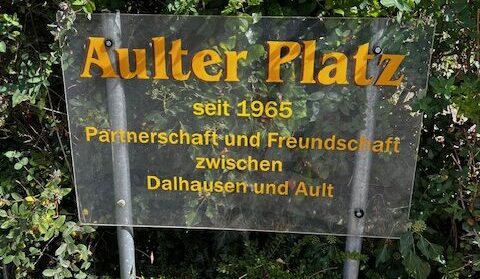 Aulter Platz
seit 1965
Partnerschaft und Freundschaft
zwischen
Dalhausen und Ault